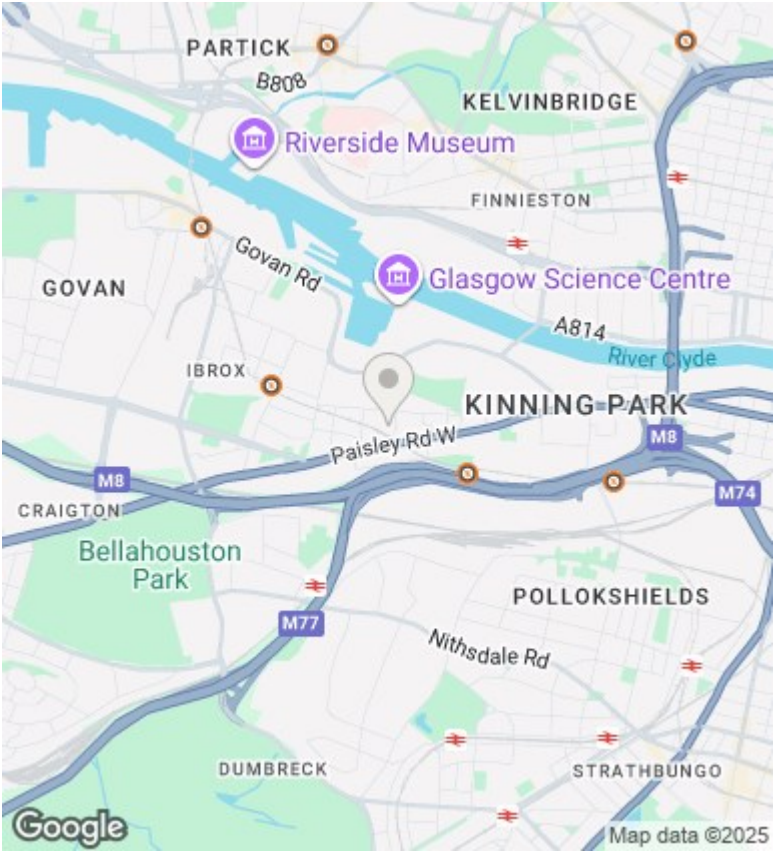 PARTICK
B808
KELVINBRIDGE
Riverside Museum
FINNIESTON
Govan Rd
GOVAN
Glasgow Science Centre
A814
River Clyde
IBROX
KINNING PARK
Paisley Rd W
M8
M8
M74
CRAIGTON
Bellahouston
Park
POLLOKSHIELDS
M77
Nithsdale Rd
DUMBRECK
STRATHBUNGO
Google
Map data ©2025